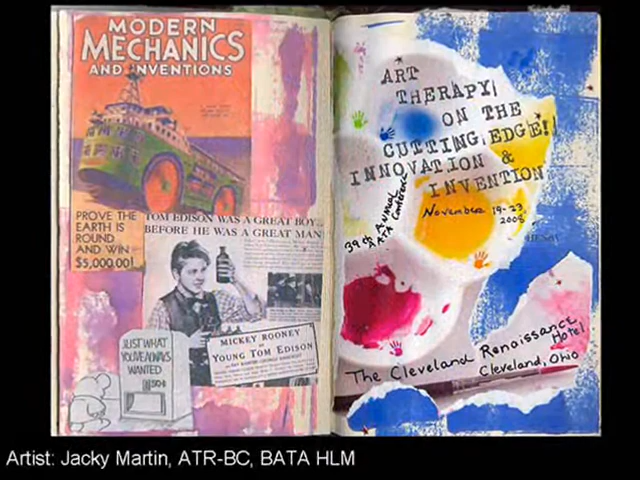 MODERN
MECHANICS
AND INVENTIONS
PROVE THE
EARTH IS
ROUND
AND WIN
$5,000.00!
TOM EDISON WAS A GREAT BOY...
BEFORE HE WAS A GREAT MAN!
MICKEY ROONEY
YOUNG TOM EDISON
JUST WHAT
YOU'VE ALWAYS
WANTED
50¢
ART
THERAPY
ON THE
CUTTING EDGE!
INNOVATION &
INVENTION
November 19-23
2008
39th Annual
AATA Conference
The Cleveland Renaissance
Hotel
Cleveland, Ohio
Artist: Jacky Martin, ATR-BC, BATA HLM